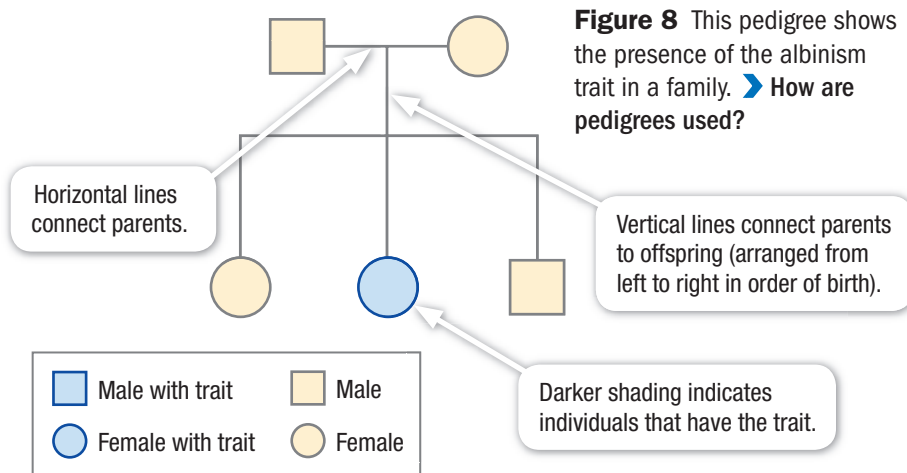 Figure 8 This pedigree shows
the presence of the albinism
trait in a family. ❯ How are
pedigrees used?
Horizontal lines
connect parents.
Vertical lines connect parents
to offspring (arranged from
left to right in order of birth).
Darker shading indicates
individuals that have the trait.
Male with trait
Male
Female with trait
Female